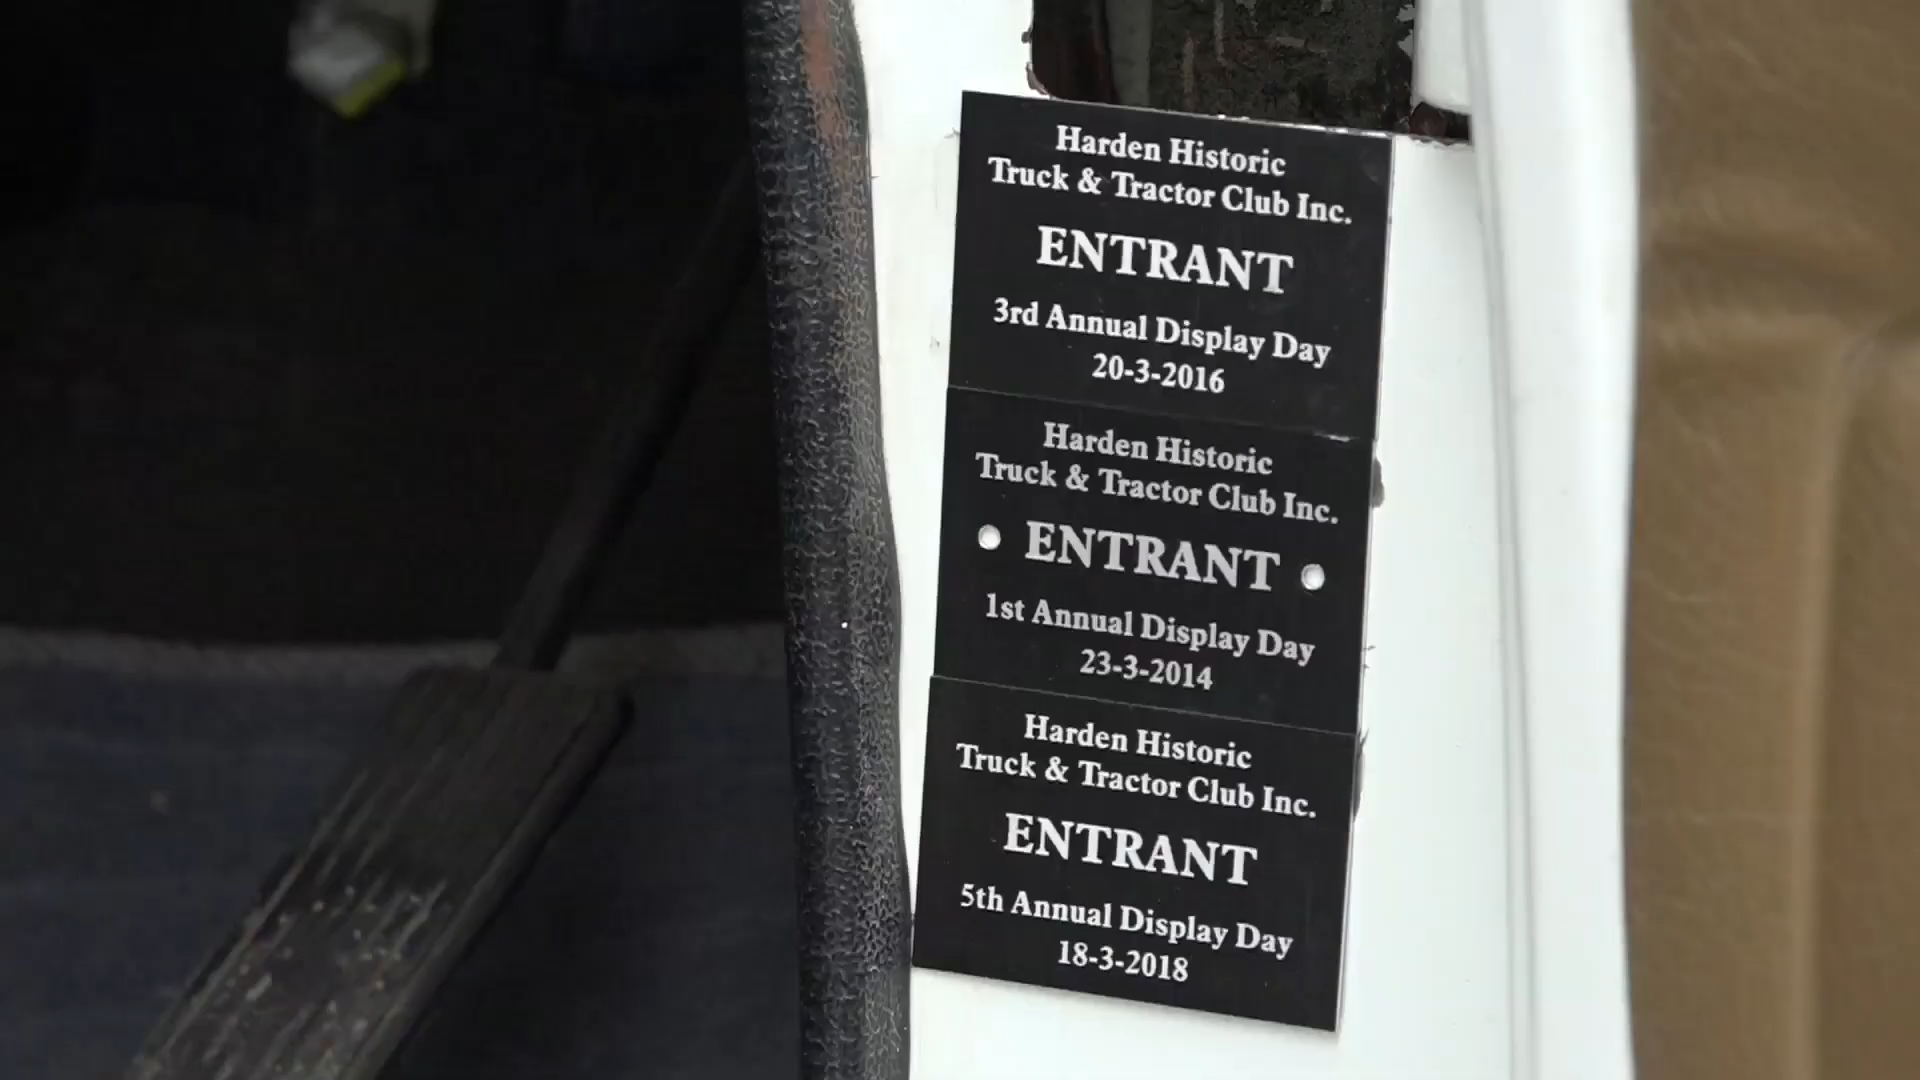 Harden Historic
Truck & Tractor Club Inc.
ENTRANT
3rd Annual Display Day
20-3-2016
Harden Historic
Truck & Tractor Club Inc.
ENTRANT
1st Annual Display Day
23-3-2014
Harden Historic
Truck & Tractor Club Inc.
ENTRANT
5th Annual Display Day
18-3-2018